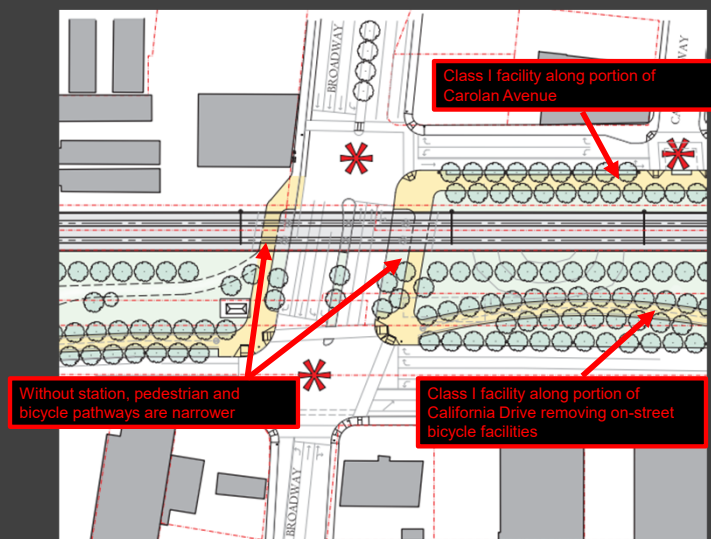 BROADWAY
WAY
Class I facility along portion of
Carolan Avenue
Without station, pedestrian and
bicycle pathways are narrower
Class I facility along portion of
California Drive removing on-street
bicycle facilities
BROADWAY